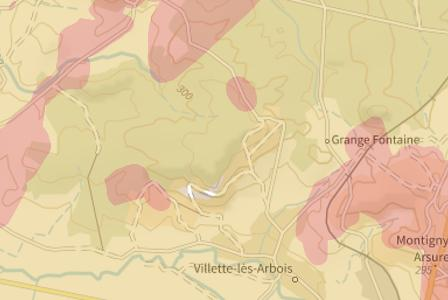 300
Grange Fontaine
Montigny
Arsure
295
Villette-lès-Arbois